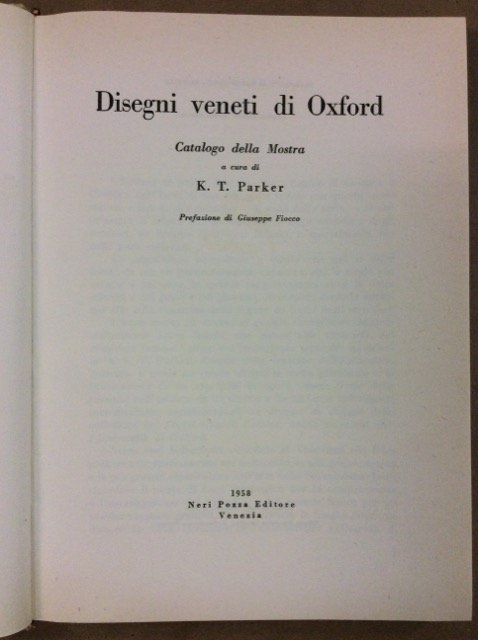 Disegni veneti di Oxford
Catalogo della Mostra
a cura di
K. T. Parker
Prefazione di Giuseppe Fiocco
1958
Neri Pozza Editore
Venezia